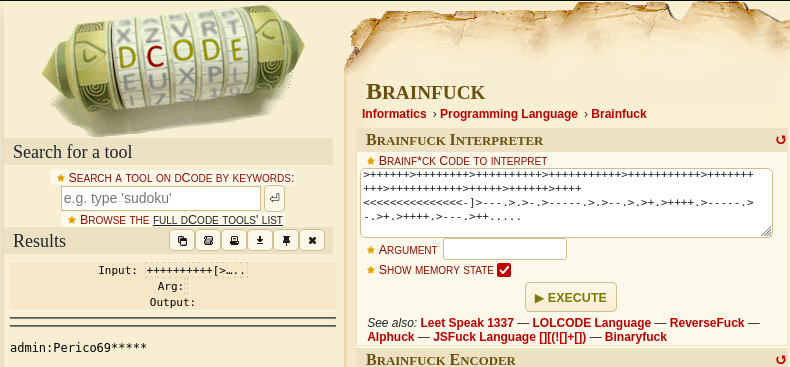 DCODE
Search for a tool
★ SEARCH A TOOL ON DCODE BY KEYWORDS:
e.g. type 'sudoku'
★ BROWSE THE FULL DCODE TOOLS' LIST
Results
Input: ++++++++++[>…..
Arg:
Output:
admin:Perico69*****
BRAINFUCK
Informatics › Programming Language › Brainfuck
BRAINFUCK INTERPRETER
★ BRAINF*CK CODE TO INTERPRET
>++++++>++++++++>++++++++++>+++++++++++>+++++++++++>+++++++
+++>+++++++++++>+++++>++++++>++++
<<<<<<<<<<<<<<<-]>---.>.>-.>-----.>.>--.>.>+.>++++.>-----.>
-.>+.>++++.>---.>++.....
★ ARGUMENT
★ SHOW MEMORY STATE
▶ EXECUTE
See also: Leet Speak 1337 — LOLCODE Language — ReverseFuck —
Alphuck — JSFuck Language [][(![]+[]) — Binaryfuck
BRAINFUCK ENCODER